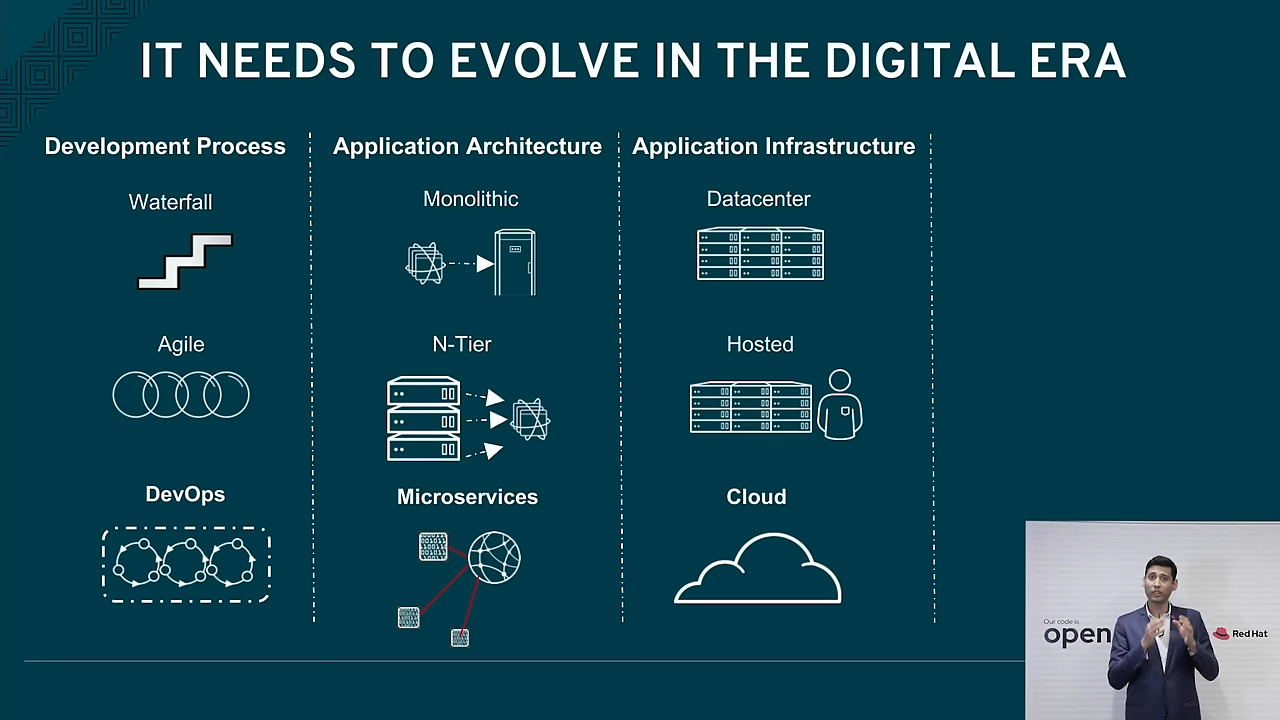 IT NEEDS TO EVOLVE IN THE DIGITAL ERA
Development Process
Waterfall
Agile
DevOps
Application Architecture
Monolithic
N-Tier
Microservices
Application Infrastructure
Datacenter
Hosted
Cloud
Our code is
open
Red Hat